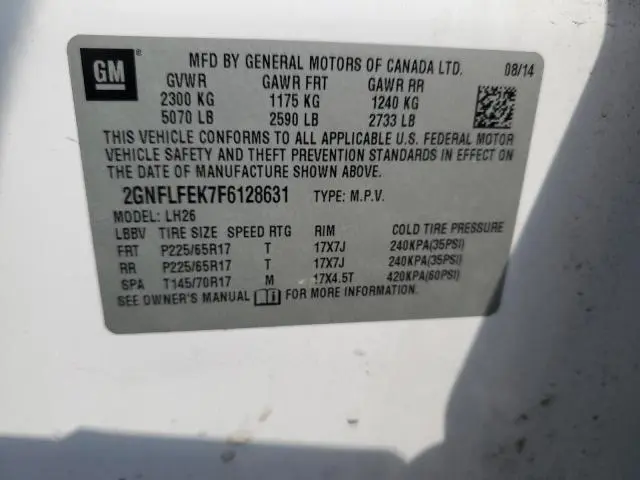 GM
MFD BY GENERAL MOTORS OF CANADA LTD. 08/14
GVWR GAWR FRT GAWR RR
2300 KG 1175 KG 1240 KG
5070 LB 2590 LB 2733 LB
THIS VEHICLE CONFORMS TO ALL APPLICABLE U.S. FEDERAL MOTOR
VEHICLE SAFETY AND THEFT PREVENTION STANDARDS IN EFFECT ON
THE DATE OF MANUFACTURE SHOWN ABOVE.
2GNFLFEK7F6128631 TYPE: M.P.V.
MODEL: LH26
LBBV TIRE SIZE SPEED RTG RIM COLD TIRE PRESSURE
FRT P225/65R17 T 17X7J 240KPA(35PSI)
RR P225/65R17 T 17X7J 240KPA(35PSI)
SPA T145/70R17 M 17X4.5T 420KPA(60PSI)
SEE OWNER'S MANUAL FOR MORE INFORMATION.